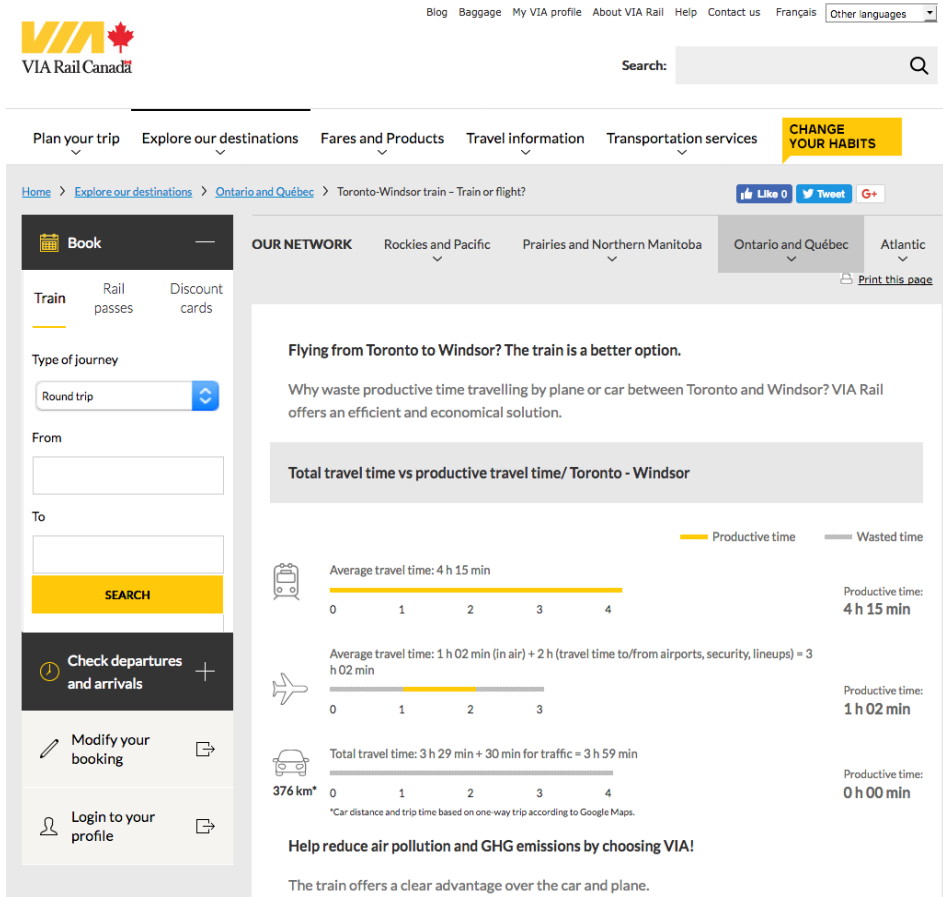 Blog Baggage My VIA profile About VIA Rail Help Contact us Français Other languages
VIA
VIA Rail Canada
Search:
Plan your trip Explore our destinations Fares and Products Travel information Transportation services CHANGE YOUR HABITS
Home > Explore our destinations > Ontario and Québec > Toronto-Windsor train – Train or flight?
Like 0 Tweet G+
Book
Train Rail passes Discount cards
Type of journey
Round trip
From
To
SEARCH
Check departures
and arrivals
Modify your
booking
Login to your
profile
OUR NETWORK Rockies and Pacific Prairies and Northern Manitoba Ontario and Québec Atlantic
Print this page
Flying from Toronto to Windsor? The train is a better option.
Why waste productive time travelling by plane or car between Toronto and Windsor? VIA Rail
offers an efficient and economical solution.
Total travel time vs productive travel time/ Toronto - Windsor
Productive time Wasted time
Average travel time: 4 h 15 min
0 1 2 3 4
Productive time:
4 h 15 min
Average travel time: 1 h 02 min (in air) + 2 h (travel time to/from airports, security, lineups) = 3
h 02 min
0 1 2 3
Productive time:
1 h 02 min
Total travel time: 3 h 29 min + 30 min for traffic = 3 h 59 min
376 km* 0 1 2 3 4
Productive time:
0 h 00 min
*Car distance and trip time based on one-way trip according to Google Maps.
Help reduce air pollution and GHG emissions by choosing VIA!
The train offers a clear advantage over the car and plane.